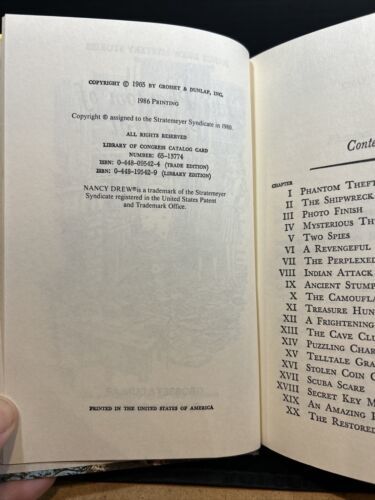 COPYRIGHT © 1965 BY GROSSET & DUNLAP, INC.
1986 PRINTING
Copyright ® assigned to the Stratemeyer Syndicate in 1980.
ALL RIGHTS RESERVED
LIBRARY OF CONGRESS CATALOG CARD
NUMBER: 65-13774
ISBN: 0-448-09542-4 (TRADE EDITION)
ISBN: 0-448-19542-9 (LIBRARY EDITION)
NANCY DREW® is a trademark of the Stratemeyer
Syndicate registered in the United States Patent
and Trademark Office.
PRINTED IN THE UNITED STATES OF AMERICA
Conte
CHAPTER
I PHANTOM THEFT
II THE SHIPWRECK
III PHOTO FINISH
IV MYSTERIOUS TH
V TWO SPIES
VI A REVENGEFUL
VII THE PERPLEXED
VIII INDIAN ATTACK
IX ANCIENT STUMP
X THE CAMOUFLA
XI TREASURE HUN
XII A FRIGHTENING
XIII THE CAVE CLU
XIV PUZZLING CHAR
XV TELLTALE GRA
XVI STOLEN COIN C
XVII SCUBA SCARE
XVIII SECRET KEY M
XIX AN AMAZING
XX THE RESTORED